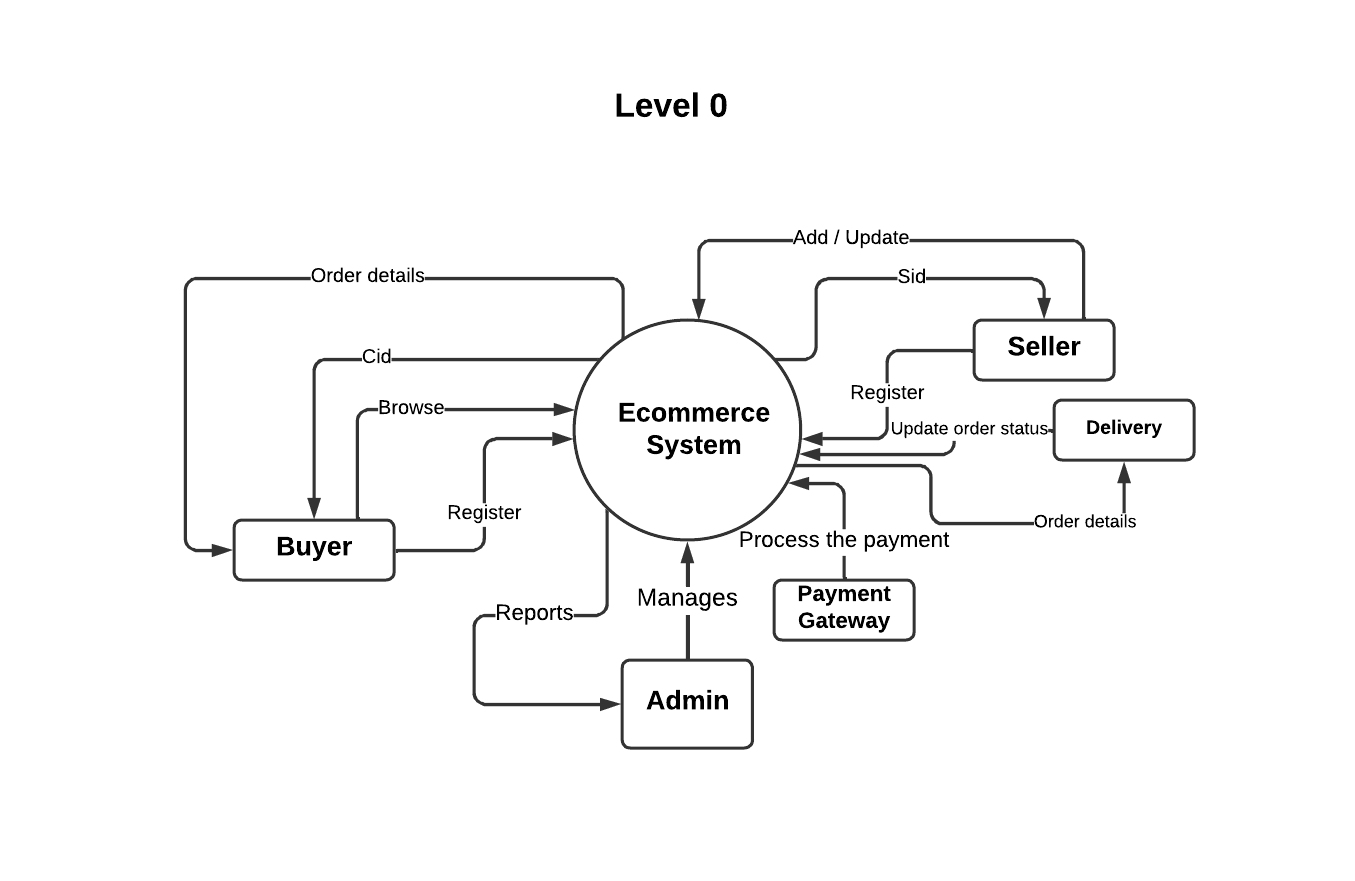 Level 0
Add / Update
Order details
Sid
Seller
Cid
Register
Browse
Ecommerce
System
Update order status
Delivery
Register
Order details
Buyer
Process the payment
Manages
Payment
Gateway
Reports
Admin